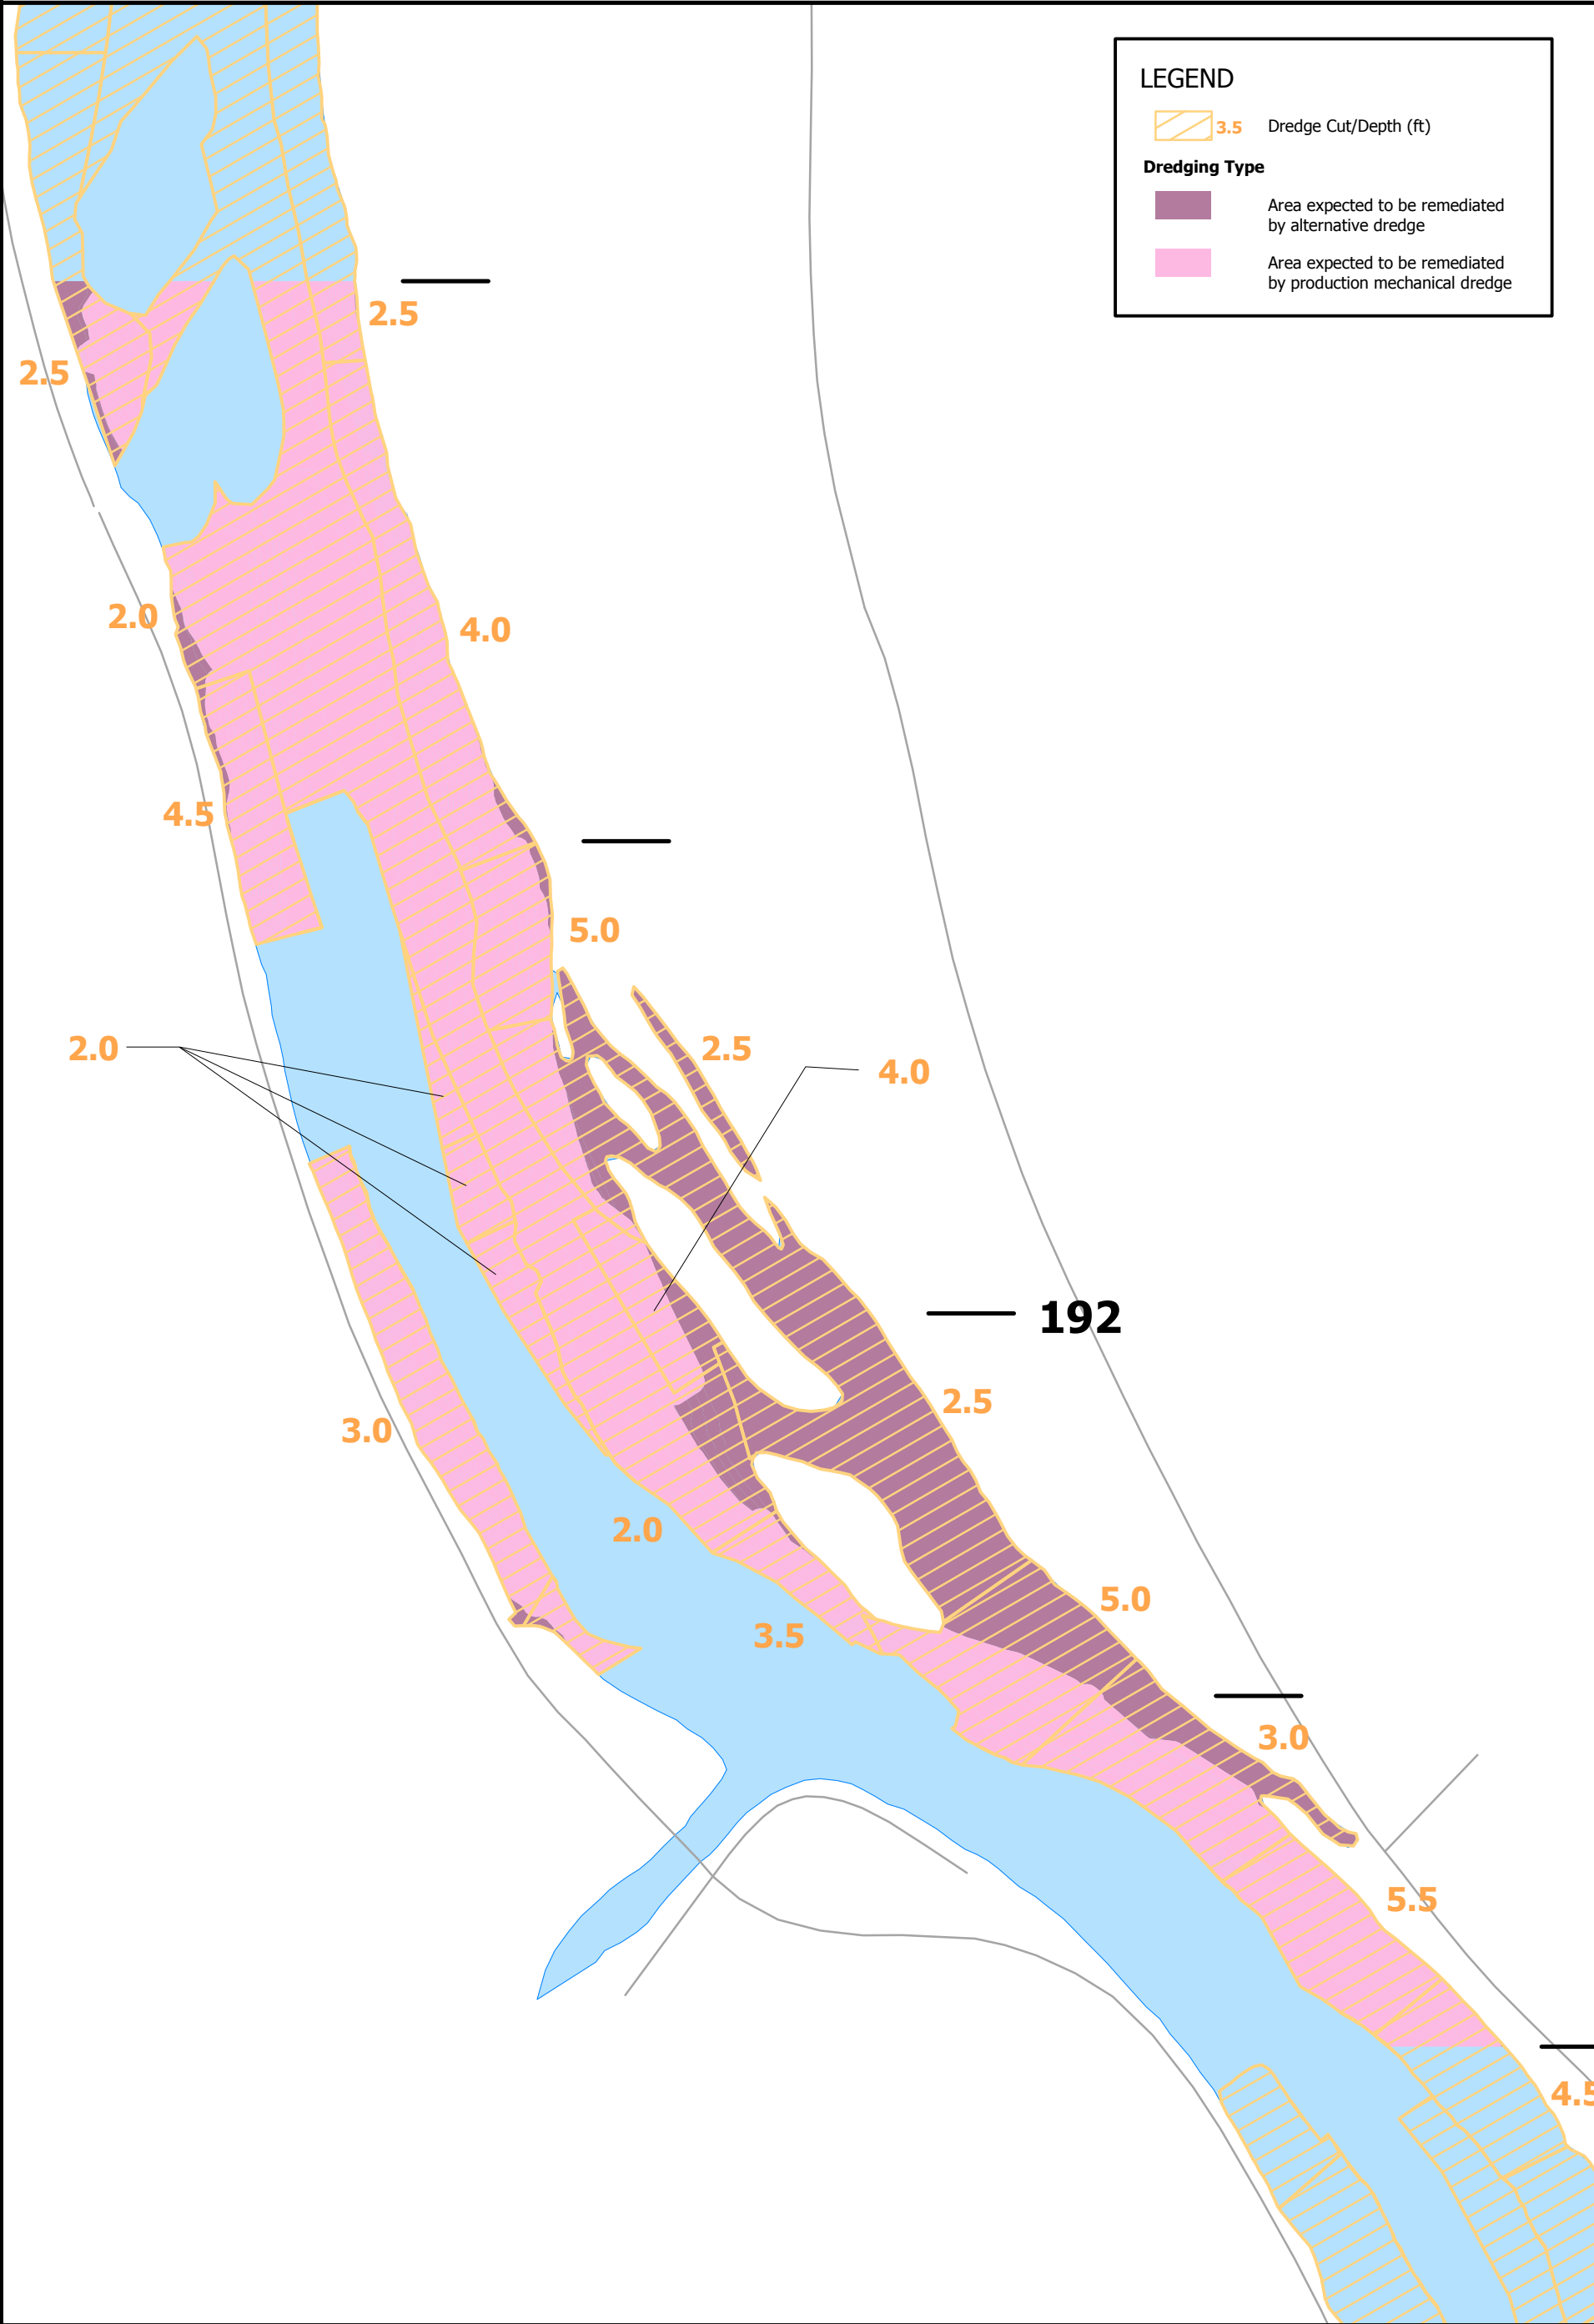 LEGEND
3.5 Dredge Cut/Depth (ft)
Dredging Type
Area expected to be remediated
by alternative dredge
Area expected to be remediated
by production mechanical dredge
2.5
2.5
2.0
4.0
4.5
5.0
2.0
2.5
4.0
192
2.5
3.0
2.0
5.0
3.5
3.0
5.5
4.5